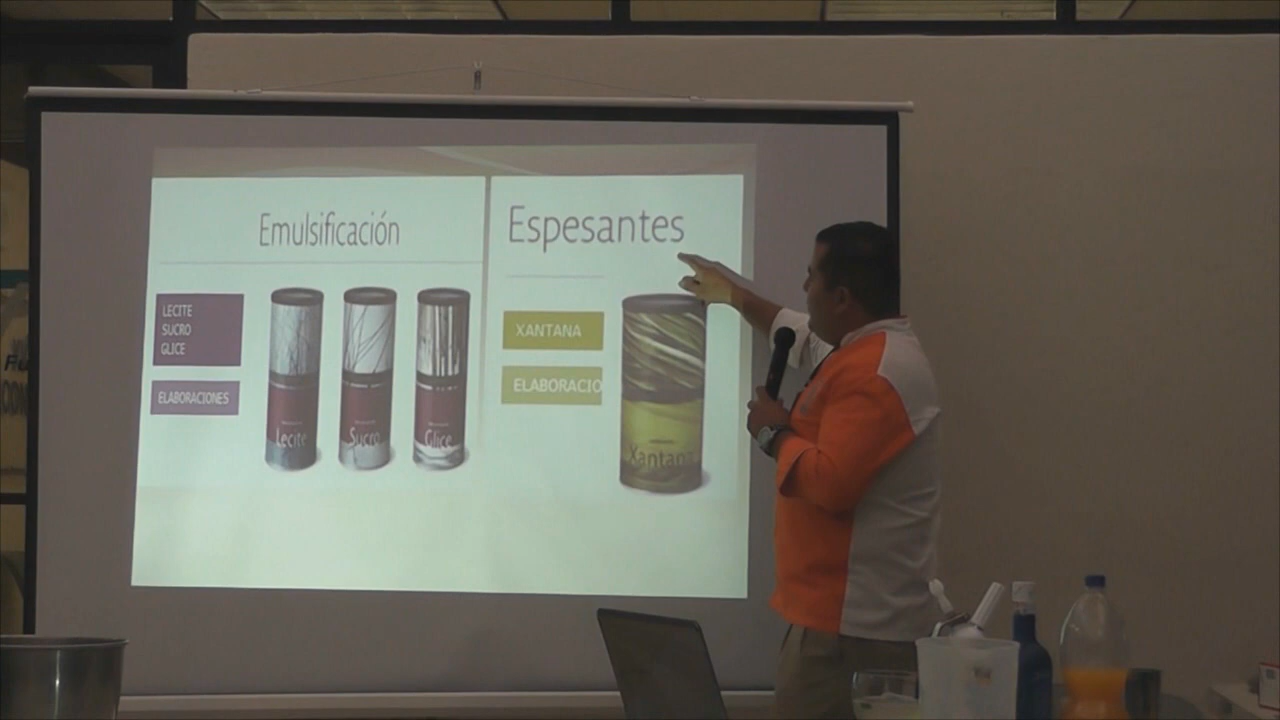 Emulsificación
LECITE
SUCRO
GLICE
ELABORACIONES
Lecite
Sucro
Glice
Espesantes
XANTANA
ELABORACIO
Xantana